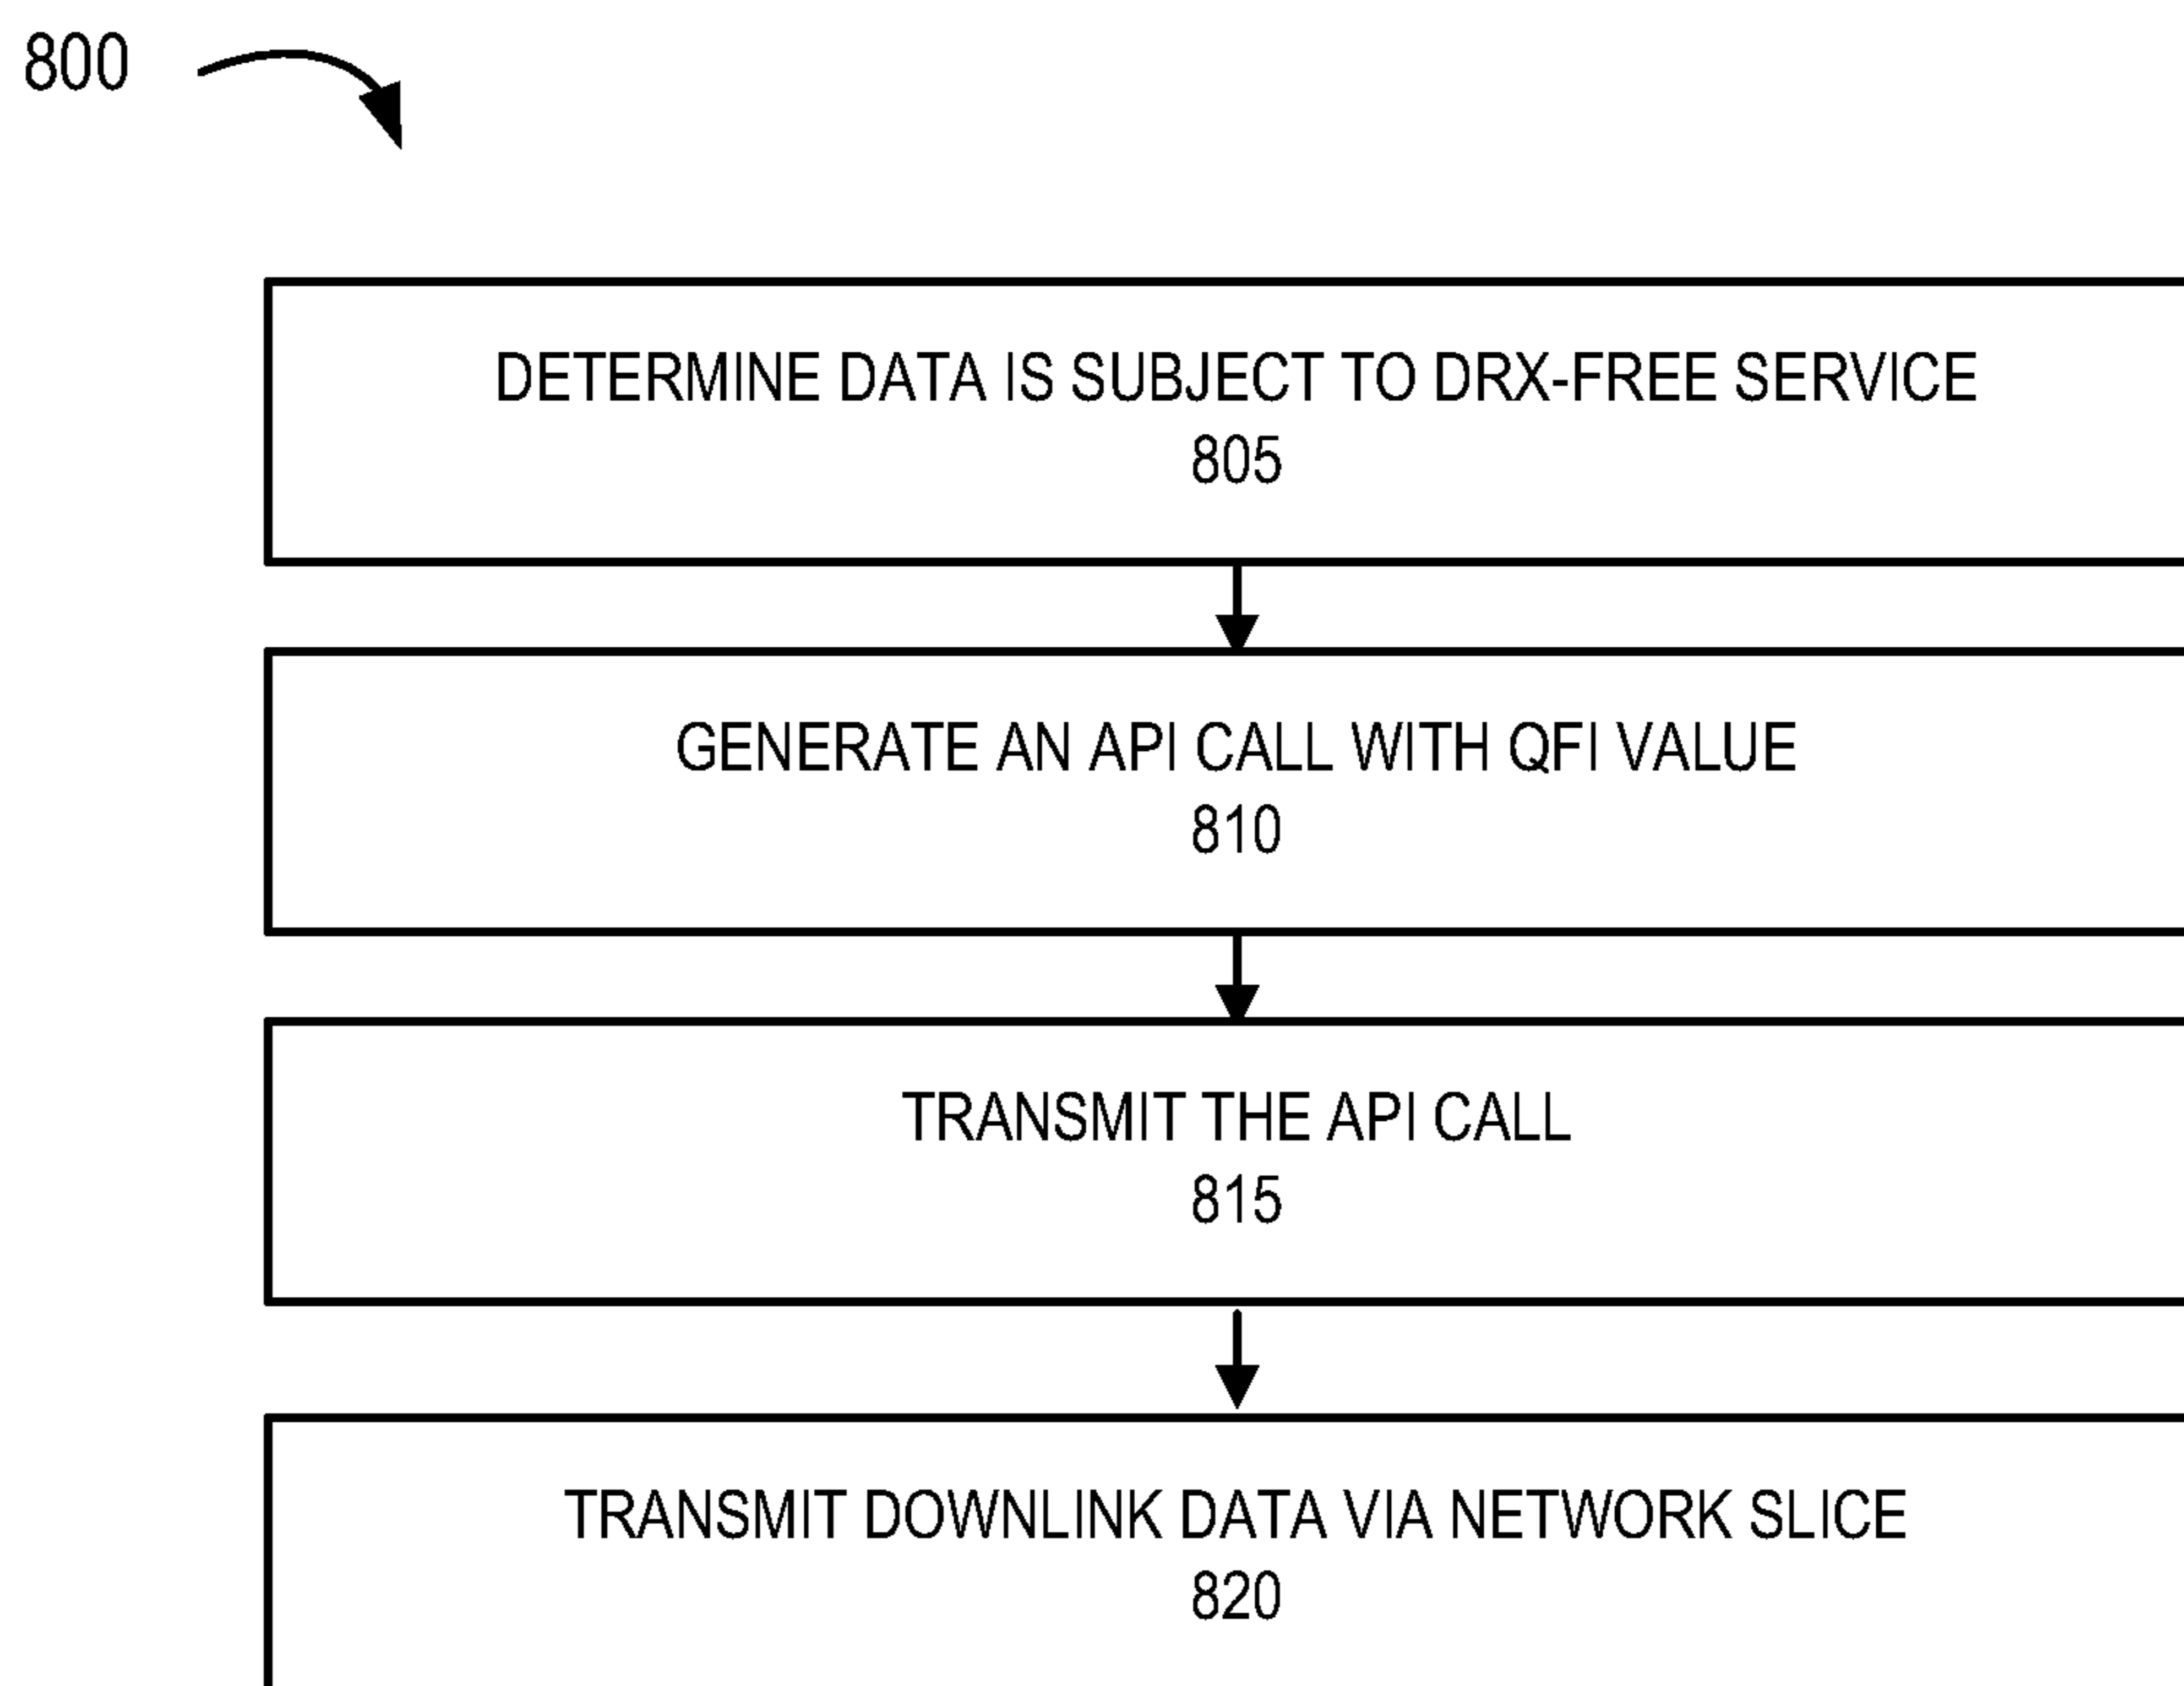 800
DETERMINE DATA IS SUBJECT TO DRX-FREE SERVICE
805
GENERATE AN API CALL WITH QFI VALUE
810
TRANSMIT THE API CALL
815
TRANSMIT DOWNLINK DATA VIA NETWORK SLICE
820